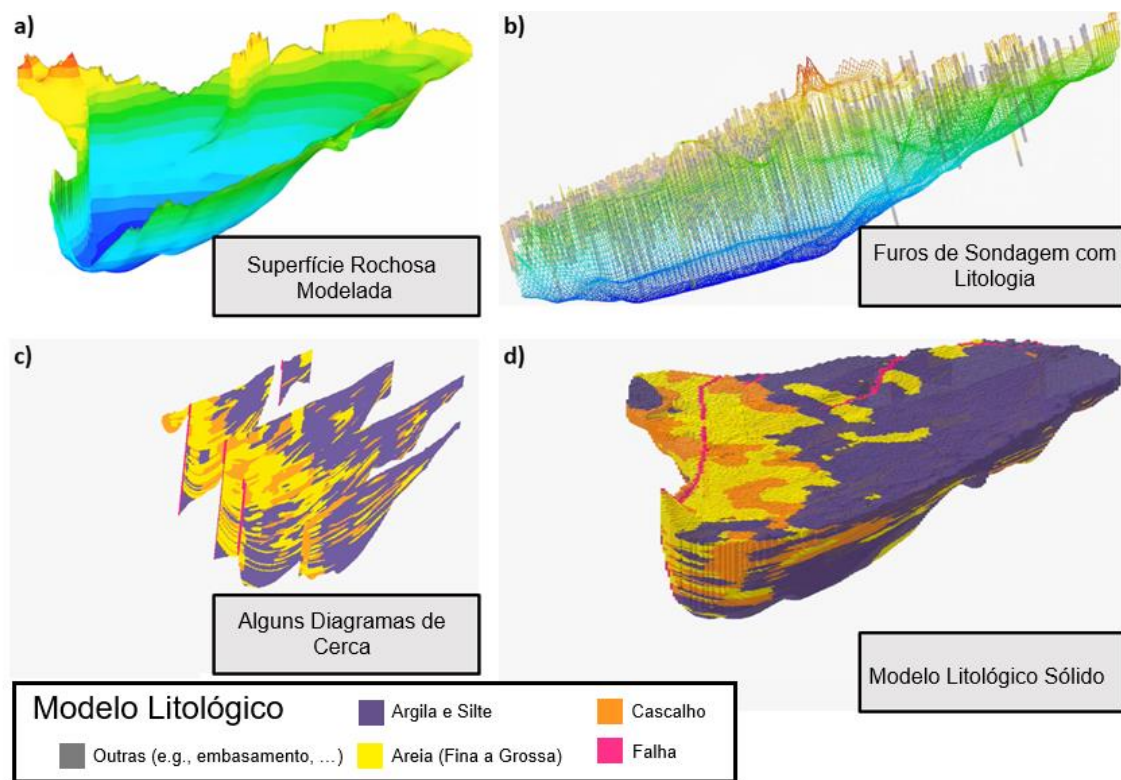 a)
Superfície Rochosa
Modelada
b)
Furos de Sondagem com
Litologia
c)
Alguns Diagramas de
Cerca
d)
Modelo Litológico Sólido
Modelo Litológico
Argila e Silte
Cascalho
Outras (e.g., embasamento, ...)
Areia (Fina a Grossa)
Falha